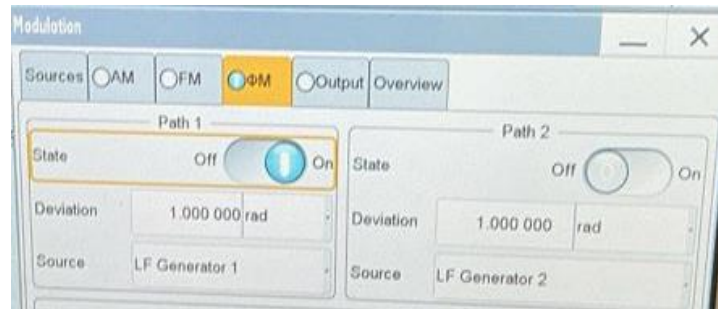 Modulation
Sources AM FM ΦM Output Overview
Path 1
State Off On
Deviation 1.000 000 rad
Source LF Generator 1
Path 2
State Off On
Deviation 1.000 000 rad
Source LF Generator 2